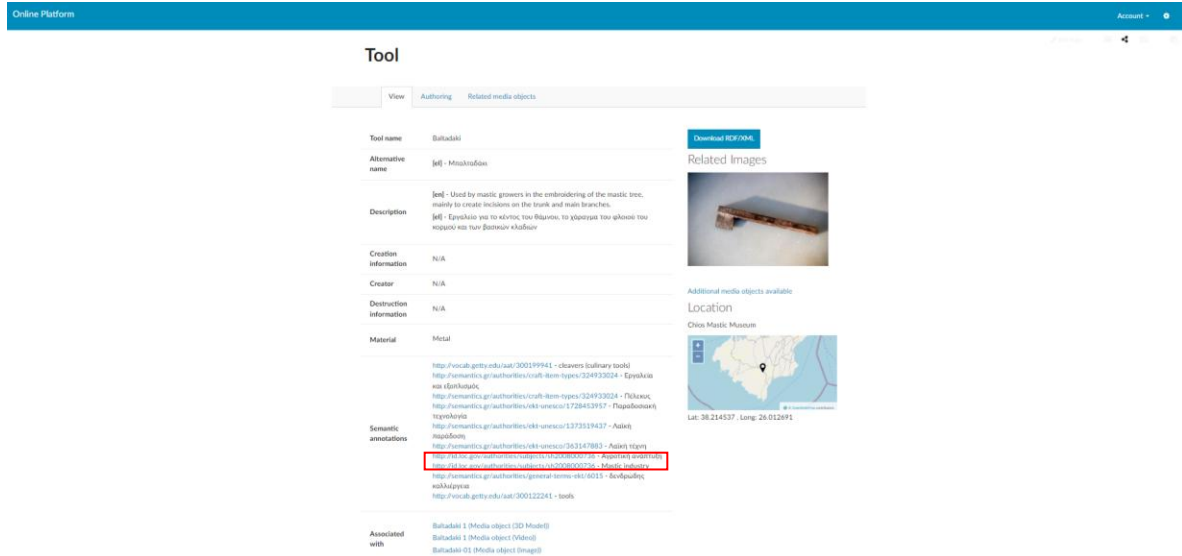 Online Platform
Account
Tool
View
Authoring
Related media objects
Tool name
Baltadaki
Alternative
name
[el] - Μπαλταδάκι
Description
[en] - Used by mastic growers in the embroidering of the mastic tree,
mainly to create incisions on the trunk and main branches.
[el] - Εργαλείο για το κέντος του θάμνου, το χάραγμα του φλοιού του
κορμού και των βασικών κλαδιών
Creation
information
N/A
Creator
N/A
Destruction
information
N/A
Material
Metal
Semantic
annotations
http://vocab.getty.edu/aat/300199941 - cleavers (culinary tools)
http://semantics.gr/authorities/craft-item-types/324933024 - Εργαλεία
και εξοπλισμός
http://semantics.gr/authorities/craft-item-types/324933024 - Πέλεκυς
http://semantics.gr/authorities/ekt-unesco/1728453957 - Παραδοσιακή
τεχνολογία
http://semantics.gr/authorities/ekt-unesco/1373519437 - Λαϊκή
παράδοση
http://semantics.gr/authorities/ekt-unesco/363147883 - Λαϊκή τέχνη
http://id.loc.gov/authorities/subjects/sh2008000736 - Αγροτική ανάπτυξη
http://id.loc.gov/authorities/subjects/sh2008000736 - Mastic industry
http://semantics.gr/authorities/general-terms-ekt/6015 - δενδρώδης
καλλιέργεια
http://vocab.getty.edu/aat/300122241 - tools
Associated
with
Baltadaki 1 (Media object (3D Model))
Baltadaki 1 (Media object (Video))
Baltadaki-01 (Media object (Image))
Download RDF/XML
Related Images
Additional media objects available
Location
Chios Mastic Museum
+
−
Lat: 38.214537 , Long: 26.012691